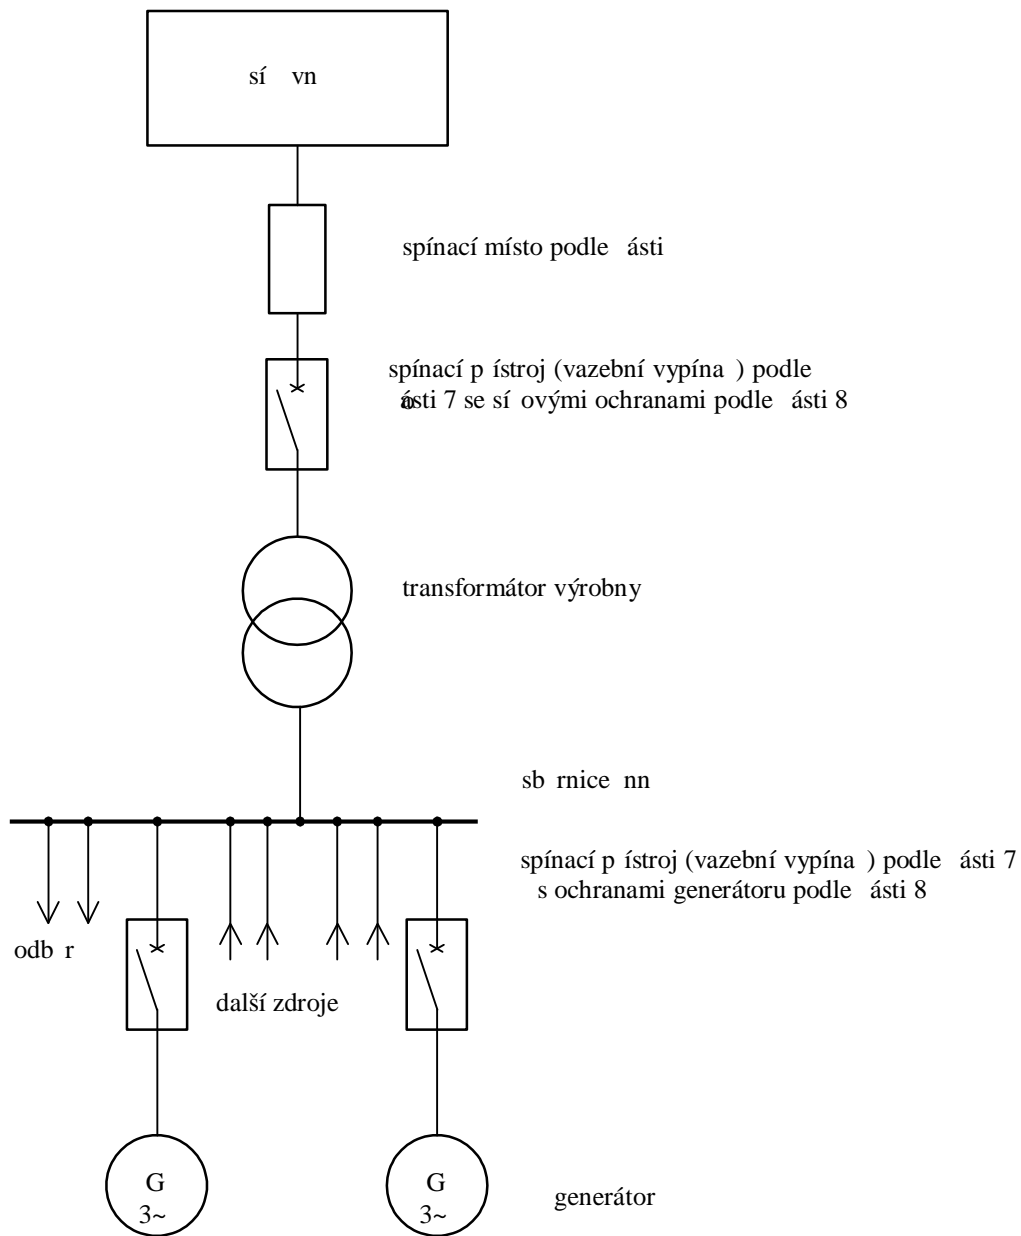 sí vn
spínací místo podle ásti
spínací p ístroj (vazební vypína ) podle
ásti 7 se sí ovými ochranami podle ásti 8
transformátor výrobny
sb rnice nn
spínací p ístroj (vazební vypína ) podle ásti 7
s ochranami generátoru podle ásti 8
odb r
další zdroje
G
3~
G
3~
generátor